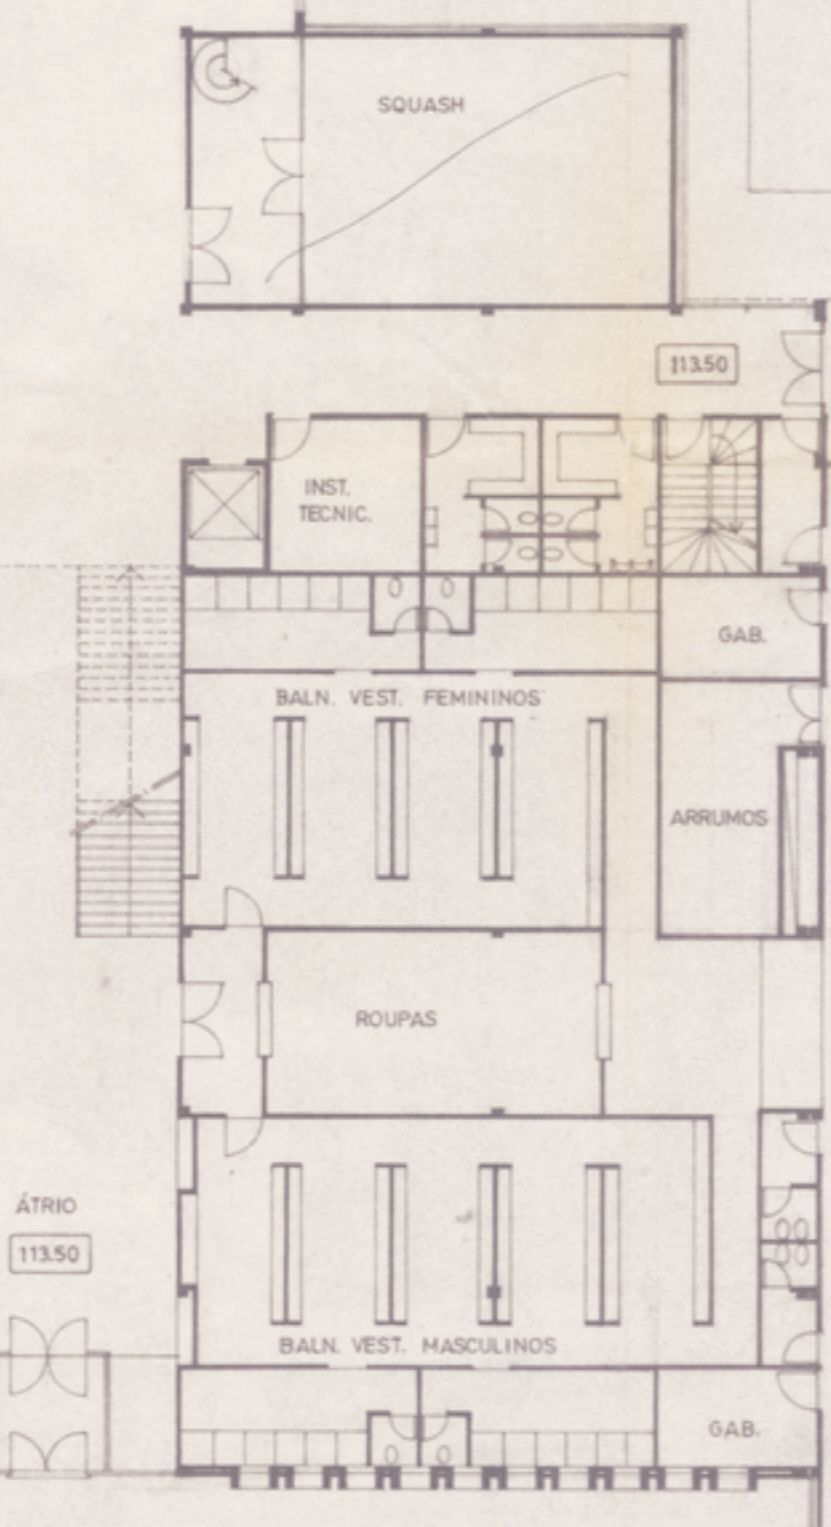 SQUASH
113.50
INST.
TECNIC.
GAB.
BALN. VEST. FEMININOS
ARRUMOS
ROUPAS
ÁTRIO
113.50
BALN. VEST. MASCULINOS
GAB.